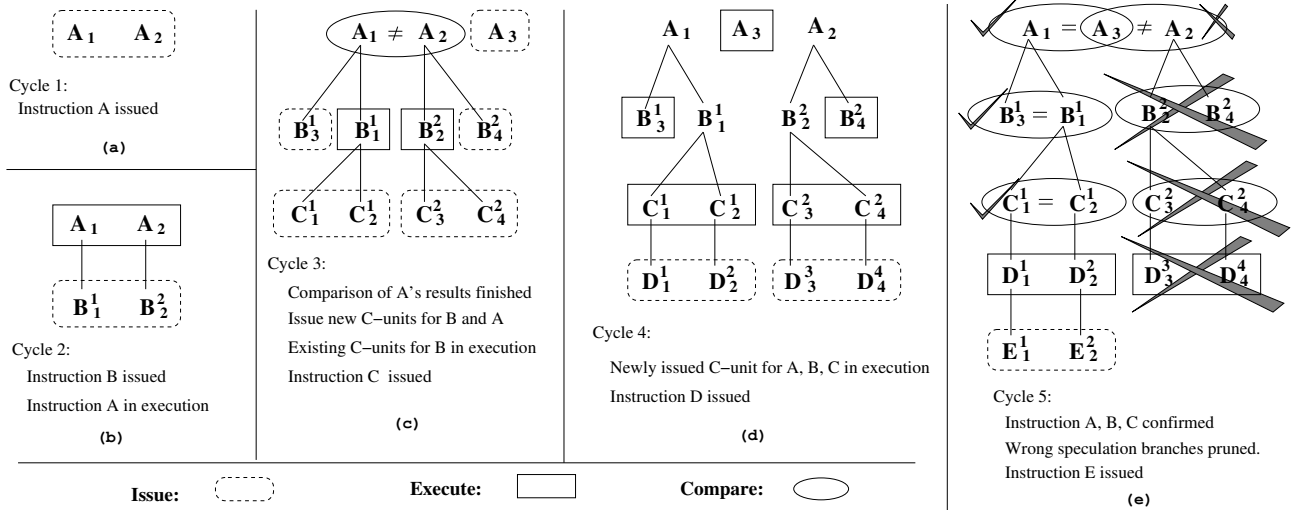 A₁ A₂
Cycle 1:
Instruction A issued
(a)
A₁ A₂
B₁¹ B₂²
Cycle 2:
Instruction B issued
Instruction A in execution
(b)
A₁ ≠ A₂ A₃
B₃¹ B₁¹ B₂² B₄²
C₁¹ C₂¹ C₃² C₄²
Cycle 3:
Comparison of A's results finished
Issue new C−units for B and A
Existing C−units for B in execution
Instruction C issued
(c)
A₁ A₃ A₂
B₃¹ B₁¹ B₂² B₄²
C₁¹ C₂¹ C₃² C₄²
D₁¹ D₂² D₃³ D₄⁴
Cycle 4:
Newly issued C−unit for A, B, C in execution
Instruction D issued
(d)
A₁ = A₃ ≠ A₂
B₃¹ = B₁¹ B₂² B₄²
C₁¹ = C₂¹ C₃² C₄²
D₁¹ D₂² D₃³ D₄⁴
E₁¹ E₂²
Cycle 5:
Instruction A, B, C confirmed
Wrong speculation branches pruned.
Instruction E issued
(e)
Issue: Execute: Compare: